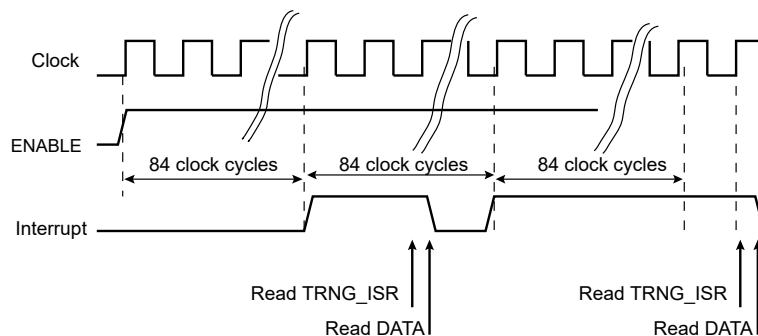 Clock
ENABLE
84 clock cycles 84 clock cycles 84 clock cycles
Interrupt
Read TRNG_ISR Read TRNG_ISR
Read DATA Read DATA